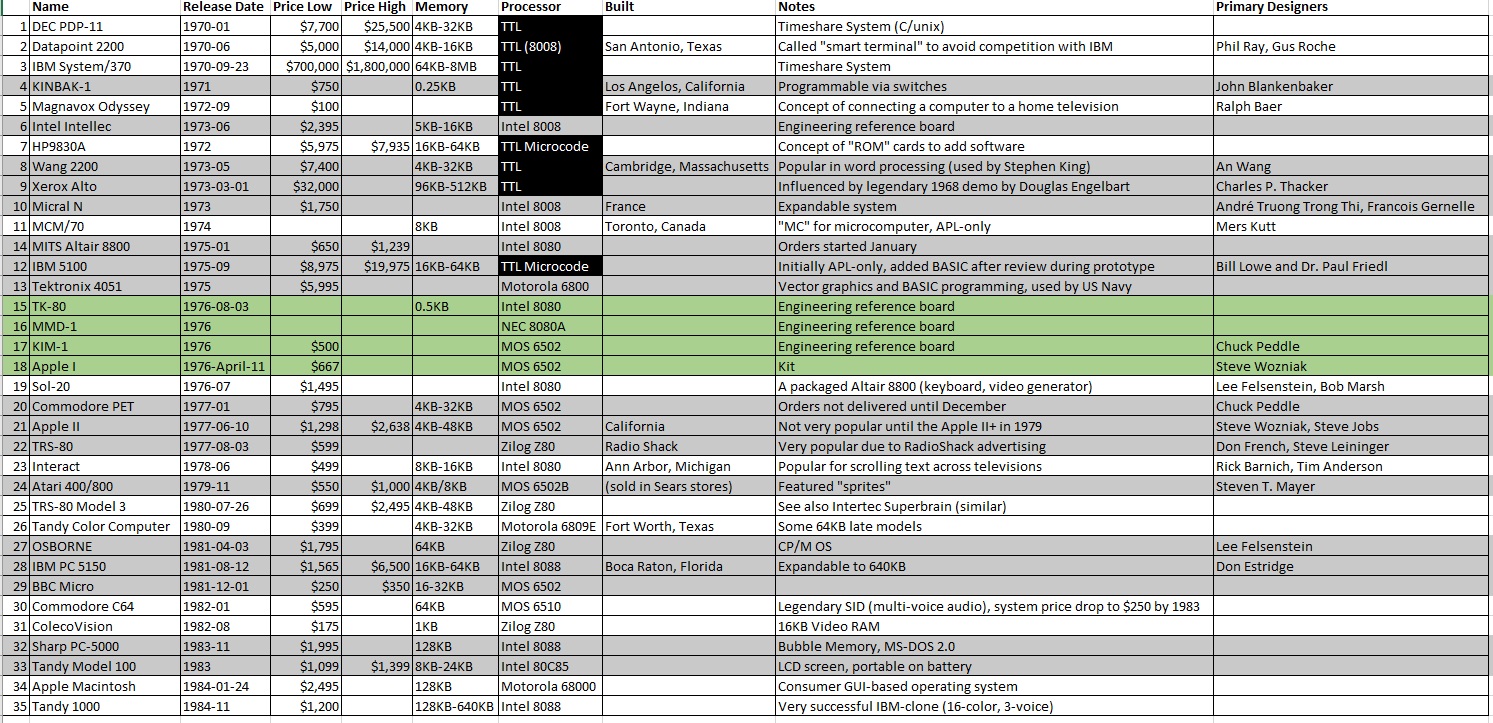 Name Release Date Price Low Price High Memory Processor Built Notes Primary Designers
1 DEC PDP-11 1970-01 $7,700 $25,500 4KB-32KB TTL Timeshare System (C/unix)
2 Datapoint 2200 1970-06 $5,000 $14,000 4KB-16KB TTL (8008) San Antonio, Texas Called "smart terminal" to avoid competition with IBM Phil Ray, Gus Roche
3 IBM System/370 1970-09-23 $700,000 $1,800,000 64KB-8MB TTL Timeshare System
4 KINBAK-1 1971 $750 0.25KB TTL Los Angelos, California Programmable via switches John Blankenbaker
5 Magnavox Odyssey 1972-09 $100 TTL Fort Wayne, Indiana Concept of connecting a computer to a home television Ralph Baer
6 Intel Intellec 1973-06 $2,395 5KB-16KB Intel 8008 Engineering reference board
7 HP9830A 1972 $5,975 $7,935 16KB-64KB TTL Microcode Concept of "ROM" cards to add software
8 Wang 2200 1973-05 $7,400 4KB-32KB TTL Cambridge, Massachusetts Popular in word processing (used by Stephen King) An Wang
9 Xerox Alto 1973-03-01 $32,000 96KB-512KB TTL Influenced by legendary 1968 demo by Douglas Engelbart Charles P. Thacker
10 Micral N 1973 $1,750 Intel 8008 France Expandable system André Truong Trong Thi, Francois Gernelle
11 MCM/70 1974 8KB Intel 8008 Toronto, Canada "MC" for microcomputer, APL-only Mers Kutt
14 MITS Altair 8800 1975-01 $650 $1,239 Intel 8080 Orders started January
12 IBM 5100 1975-09 $8,975 $19,975 16KB-64KB TTL Microcode Initially APL-only, added BASIC after review during prototype Bill Lowe and Dr. Paul Friedl
13 Tektronix 4051 1975 $5,995 Motorola 6800 Vector graphics and BASIC programming, used by US Navy
15 TK-80 1976-08-03 0.5KB Intel 8080 Engineering reference board
16 MMD-1 1976 NEC 8080A Engineering reference board
17 KIM-1 1976 $500 MOS 6502 Engineering reference board Chuck Peddle
18 Apple I 1976-April-11 $667 MOS 6502 Kit Steve Wozniak
19 Sol-20 1976-07 $1,495 Intel 8080 A packaged Altair 8800 (keyboard, video generator) Lee Felsenstein, Bob Marsh
20 Commodore PET 1977-01 $795 4KB-32KB MOS 6502 Orders not delivered until December Chuck Peddle
21 Apple II 1977-06-10 $1,298 $2,638 4KB-48KB MOS 6502 California Not very popular until the Apple II+ in 1979 Steve Wozniak, Steve Jobs
22 TRS-80 1977-08-03 $599 Zilog Z80 Radio Shack Very popular due to RadioShack advertising Don French, Steve Leininger
23 Interact 1978-06 $499 8KB-16KB Intel 8080 Ann Arbor, Michigan Popular for scrolling text across televisions Rick Barnich, Tim Anderson
24 Atari 400/800 1979-11 $550 $1,000 4KB/8KB MOS 6502B (sold in Sears stores) Featured "sprites" Steven T. Mayer
25 TRS-80 Model 3 1980-07-26 $699 $2,495 4KB-48KB Zilog Z80 See also Intertec Superbrain (similar)
26 Tandy Color Computer 1980-09 $399 4KB-32KB Motorola 6809E Fort Worth, Texas Some 64KB late models
27 OSBORNE 1981-04-03 $1,795 64KB Zilog Z80 CP/M OS Lee Felsenstein
28 IBM PC 5150 1981-08-12 $1,565 $6,500 16KB-64KB Intel 8088 Boca Raton, Florida Expandable to 640KB Don Estridge
29 BBC Micro 1981-12-01 $250 $350 16-32KB MOS 6502
30 Commodore C64 1982-01 $595 64KB MOS 6510 Legendary SID (multi-voice audio), system price drop to $250 by 1983
31 ColecoVision 1982-08 $175 1KB Zilog Z80 16KB Video RAM
32 Sharp PC-5000 1983-11 $1,995 128KB Intel 8088 Bubble Memory, MS-DOS 2.0
33 Tandy Model 100 1983 $1,099 $1,399 8KB-24KB Intel 80C85 LCD screen, portable on battery
34 Apple Macintosh 1984-01-24 $2,495 128KB Motorola 68000 Consumer GUI-based operating system
35 Tandy 1000 1984-11 $1,200 128KB-640KB Intel 8088 Very successful IBM-clone (16-color, 3-voice)